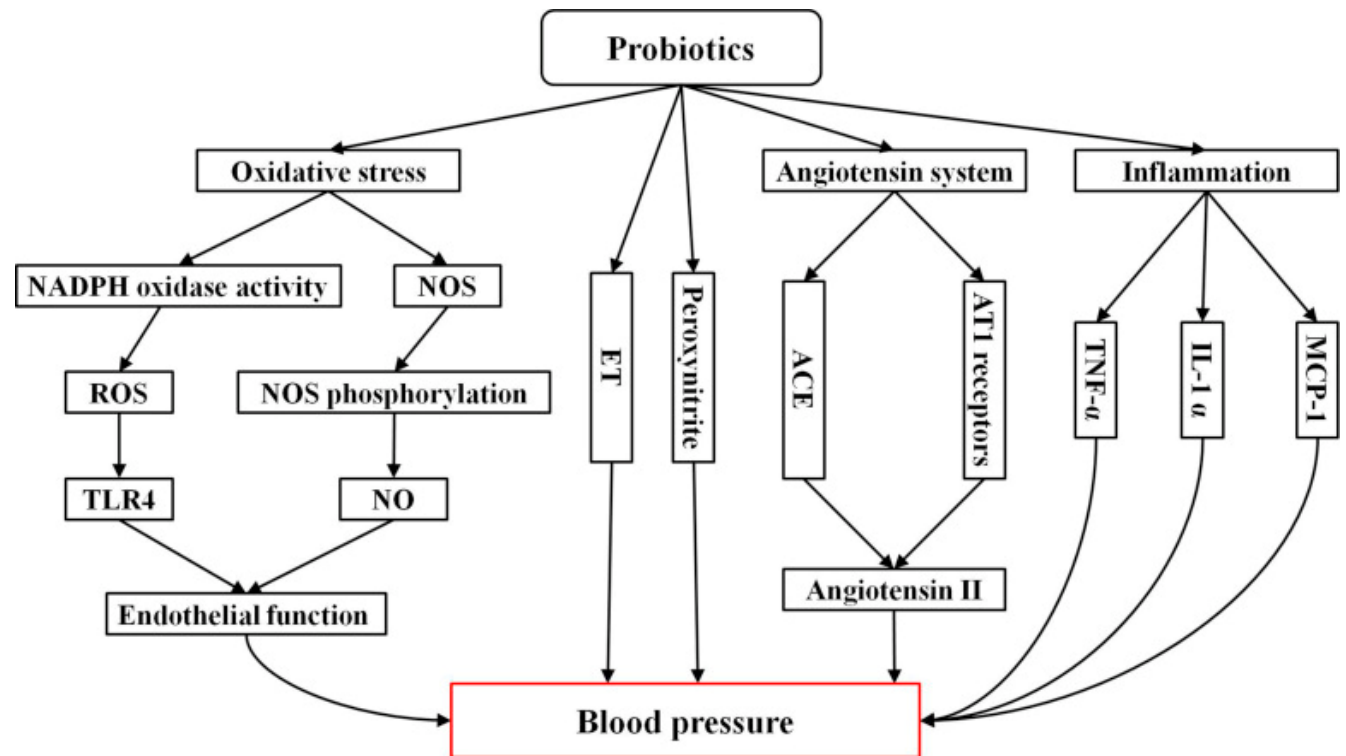 Probiotics
Oxidative stress
Angiotensin system
Inflammation
NADPH oxidase activity
NOS
ET
Peroxynitrite
ACE
AT1 receptors
TNF-α
IL-1 α
MCP-1
ROS
NOS phosphorylation
TLR4
NO
Angiotensin II
Endothelial function
Blood pressure